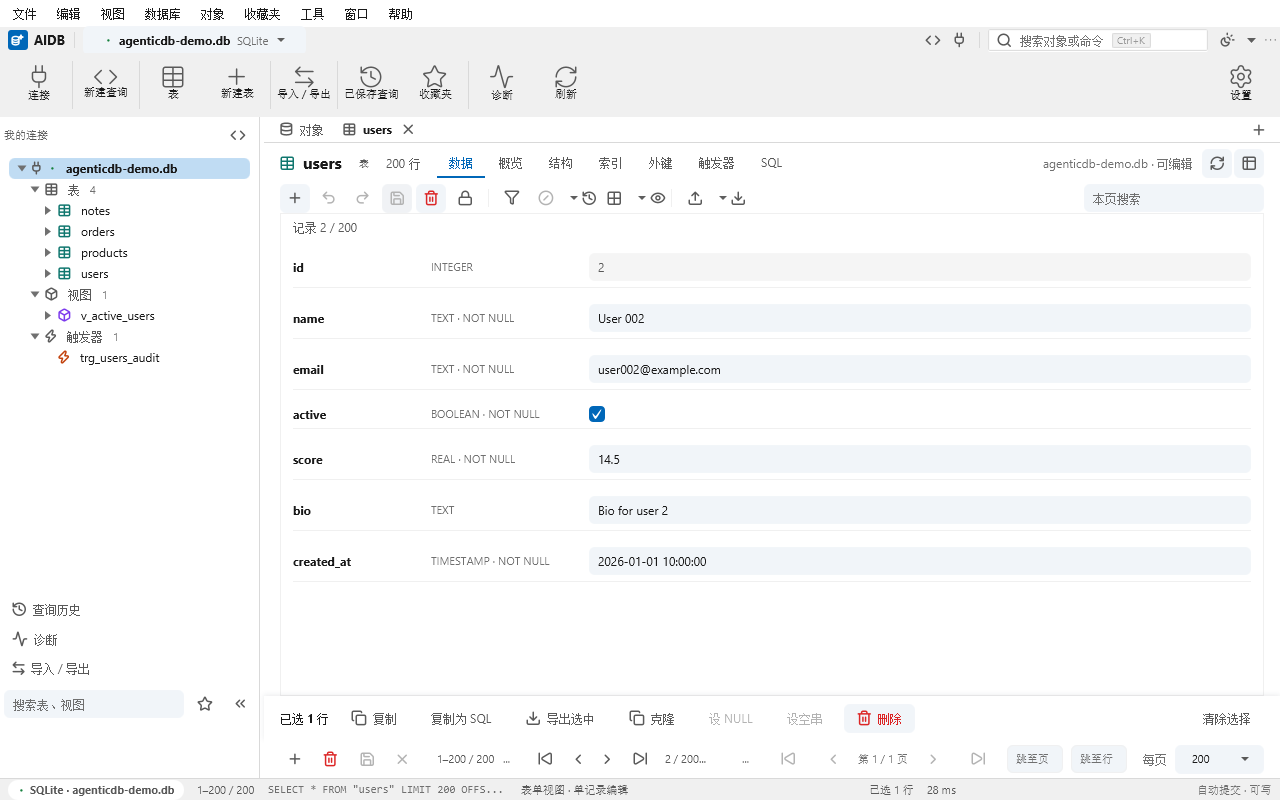 文件 编辑 视图 数据库 对象 收藏夹 工具 窗口 帮助
AIDB · agenticdb-demo.db SQLite 搜索对象或命令 Ctrl+K
连接 新建查询 表 新建表 导入 / 导出 已保存查询 收藏夹 诊断 刷新 设置
我的连接
· agenticdb-demo.db
表 4
notes
orders
products
users
视图 1
v_active_users
触发器 1
trg_users_audit
查询历史
诊断
导入 / 导出
搜索表、视图
对象 users
users 表 200 行 数据 概览 结构 索引 外键 触发器 SQL agenticdb-demo.db · 可编辑
本页搜索
记录 2 / 200
id INTEGER 2
name TEXT · NOT NULL User 002
email TEXT · NOT NULL user002@example.com
active BOOLEAN · NOT NULL
score REAL · NOT NULL 14.5
bio TEXT Bio for user 2
created_at TIMESTAMP · NOT NULL 2026-01-01 10:00:00
已选 1 行 复制 复制为 SQL 导出选中 克隆 设 NULL 设空串 删除 清除选择
1–200 / 200 ... 2 / 200... ... 第 1 / 1 页 跳至页 跳至行 每页 200
· SQLite · agenticdb-demo.db 1–200 / 200 SELECT * FROM "users" LIMIT 200 OFFS... 表单视图 · 单记录编辑 已选 1 行 28 ms 自动提交 · 可写